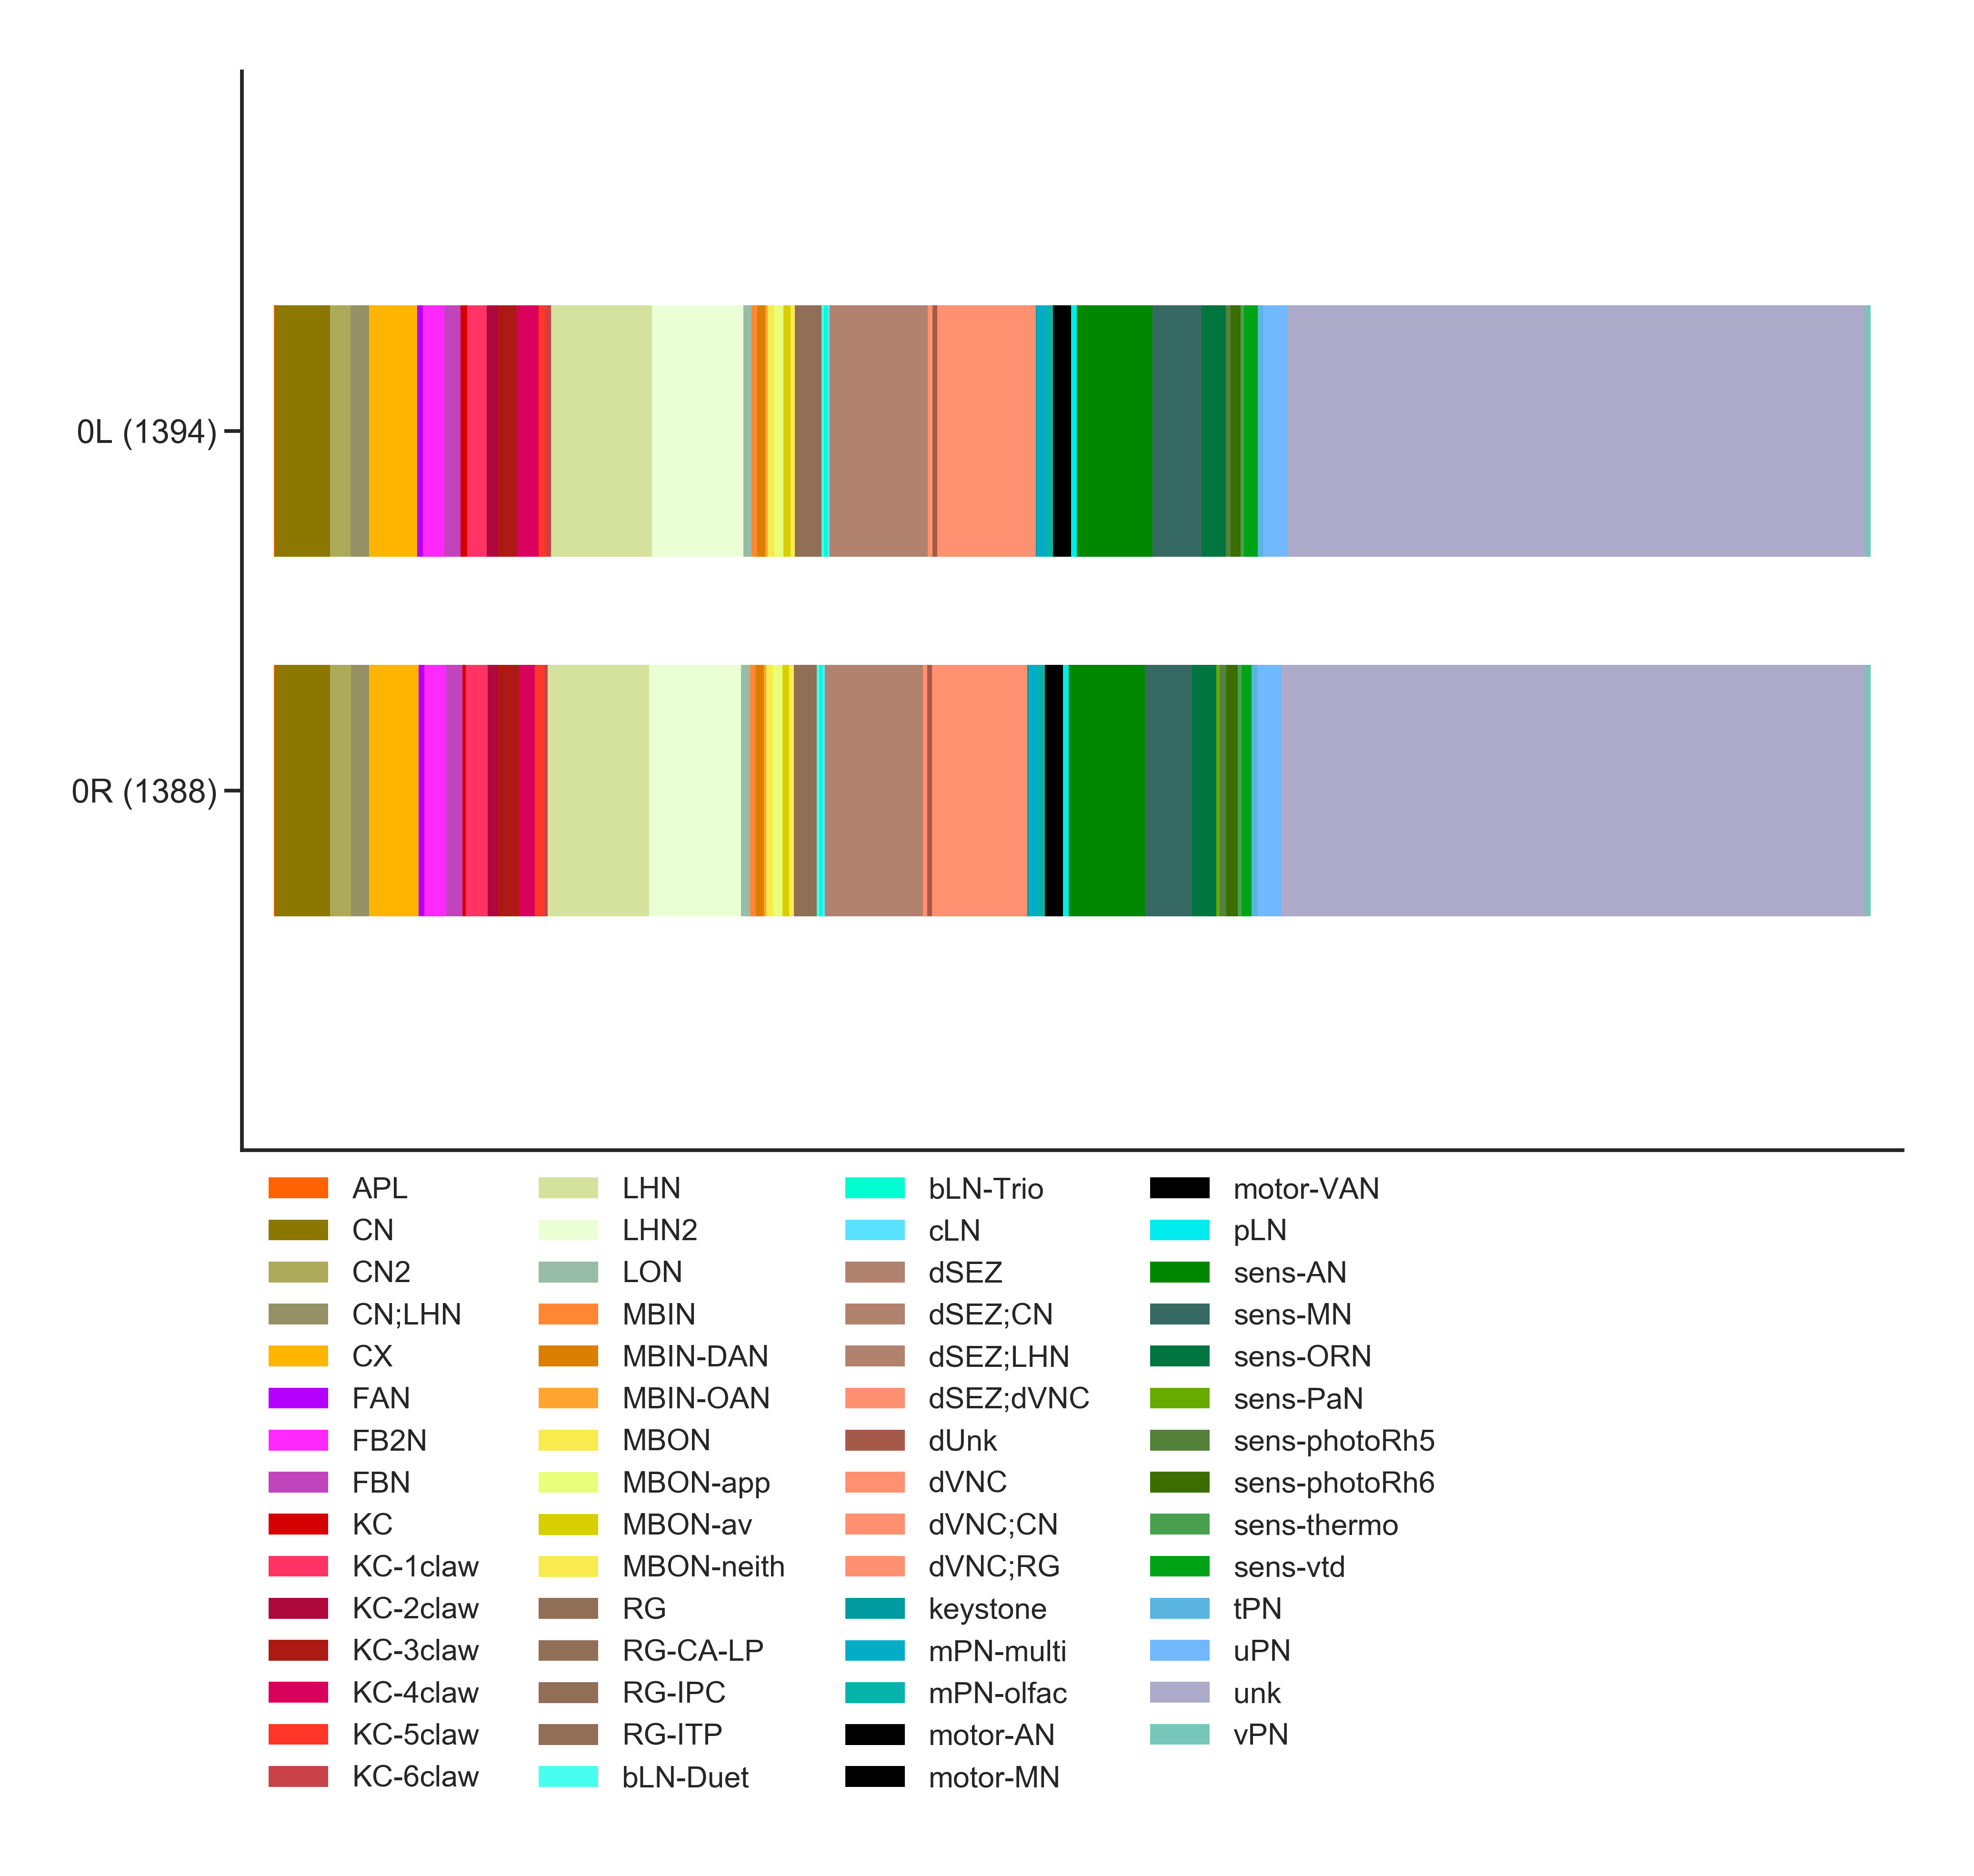 0L (1394)
0R (1388)
APL
CN
CN2
CN;LHN
CX
FAN
FB2N
FBN
KC
KC-1claw
KC-2claw
KC-3claw
KC-4claw
KC-5claw
KC-6claw
LHN
LHN2
LON
MBIN
MBIN-DAN
MBIN-OAN
MBON
MBON-app
MBON-av
MBON-neith
RG
RG-CA-LP
RG-IPC
RG-ITP
bLN-Duet
bLN-Trio
cLN
dSEZ
dSEZ;CN
dSEZ;LHN
dSEZ;dVNC
dUnk
dVNC
dVNC;CN
dVNC;RG
keystone
mPN-multi
mPN-olfac
motor-AN
motor-MN
motor-VAN
pLN
sens-AN
sens-MN
sens-ORN
sens-PaN
sens-photoRh5
sens-photoRh6
sens-thermo
sens-vtd
tPN
uPN
unk
vPN